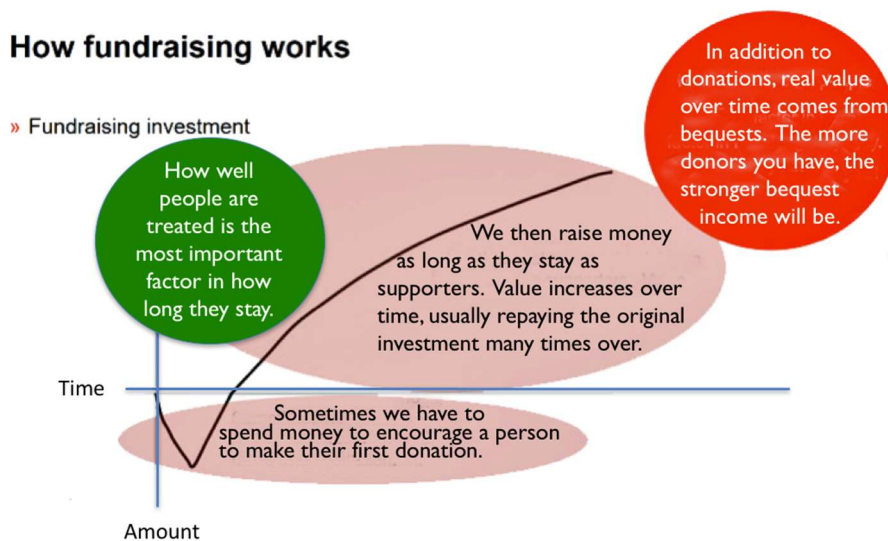 How fundraising works
» Fundraising investment
In addition to
donations, real value
over time comes from
bequests. The more
donors you have, the
stronger bequest
income will be.
How well
people are
treated is the
most important
factor in how
long they stay.
We then raise money
as long as they stay as
supporters. Value increases over
time, usually repaying the original
investment many times over.
Time
Sometimes we have to
spend money to encourage a person
to make their first donation.
Amount